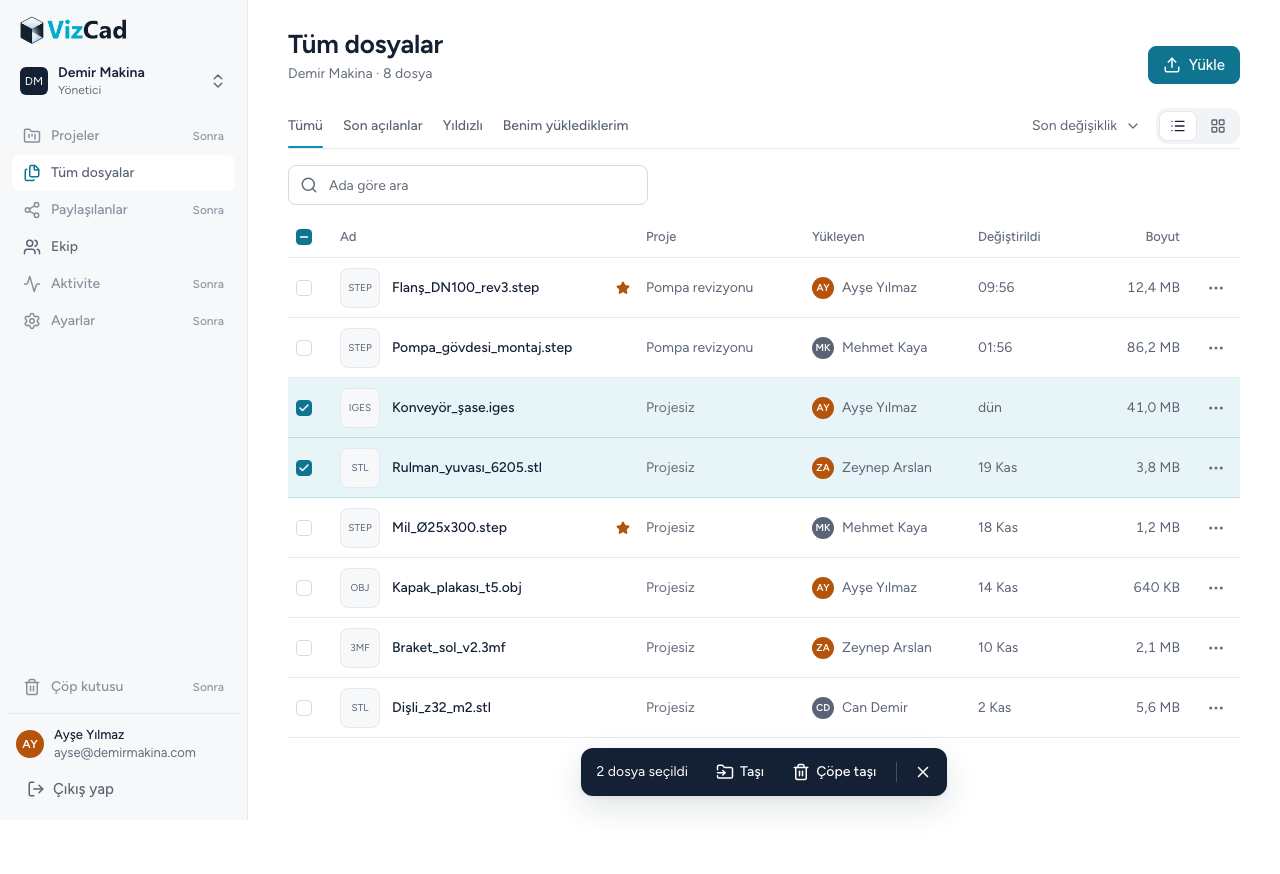 VizCad
DM
Demir Makina
Yönetici
Projeler Sonra
Tüm dosyalar
Paylaşılanlar Sonra
Ekip
Aktivite Sonra
Ayarlar Sonra
Çöp kutusu Sonra
AY
Ayşe Yılmaz
ayse@demirmakina.com
Çıkış yap
Tüm dosyalar
Demir Makina · 8 dosya
Yükle
Tümü Son açılanlar Yıldızlı Benim yüklediklerim Son değişiklik
Ada göre ara
Ad Proje Yükleyen Değiştirildi Boyut
STEP Flanş_DN100_rev3.step Pompa revizyonu AY Ayşe Yılmaz 09:56 12,4 MB
STEP Pompa_gövdesi_montaj.step Pompa revizyonu MK Mehmet Kaya 01:56 86,2 MB
IGES Konveyör_şase.iges Projesiz AY Ayşe Yılmaz dün 41,0 MB
STL Rulman_yuvası_6205.stl Projesiz ZA Zeynep Arslan 19 Kas 3,8 MB
STEP Mil_Ø25x300.step Projesiz MK Mehmet Kaya 18 Kas 1,2 MB
OBJ Kapak_plakası_t5.obj Projesiz AY Ayşe Yılmaz 14 Kas 640 KB
3MF Braket_sol_v2.3mf Projesiz ZA Zeynep Arslan 10 Kas 2,1 MB
STL Dişli_z32_m2.stl Projesiz CD Can Demir 2 Kas 5,6 MB
2 dosya seçildi Taşı Çöpe taşı